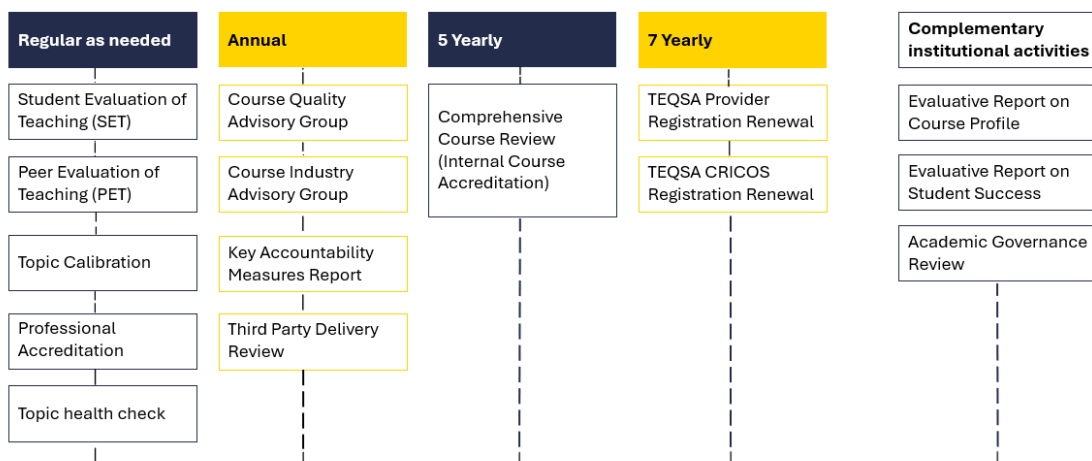 Regular as needed
Student Evaluation of
Teaching (SET)
Peer Evaluation of
Teaching (PET)
Topic Calibration
Professional
Accreditation
Topic health check
Annual
Course Quality
Advisory Group
Course Industry
Advisory Group
Key Accountability
Measures Report
Third Party Delivery
Review
5 Yearly
Comprehensive
Course Review
(Internal Course
Accreditation)
7 Yearly
TEQSA Provider
Registration Renewal
TEQSA CRICOS
Registration Renewal
Complementary
institutional activities
Evaluative Report on
Course Profile
Evaluative Report on
Student Success
Academic Governance
Review